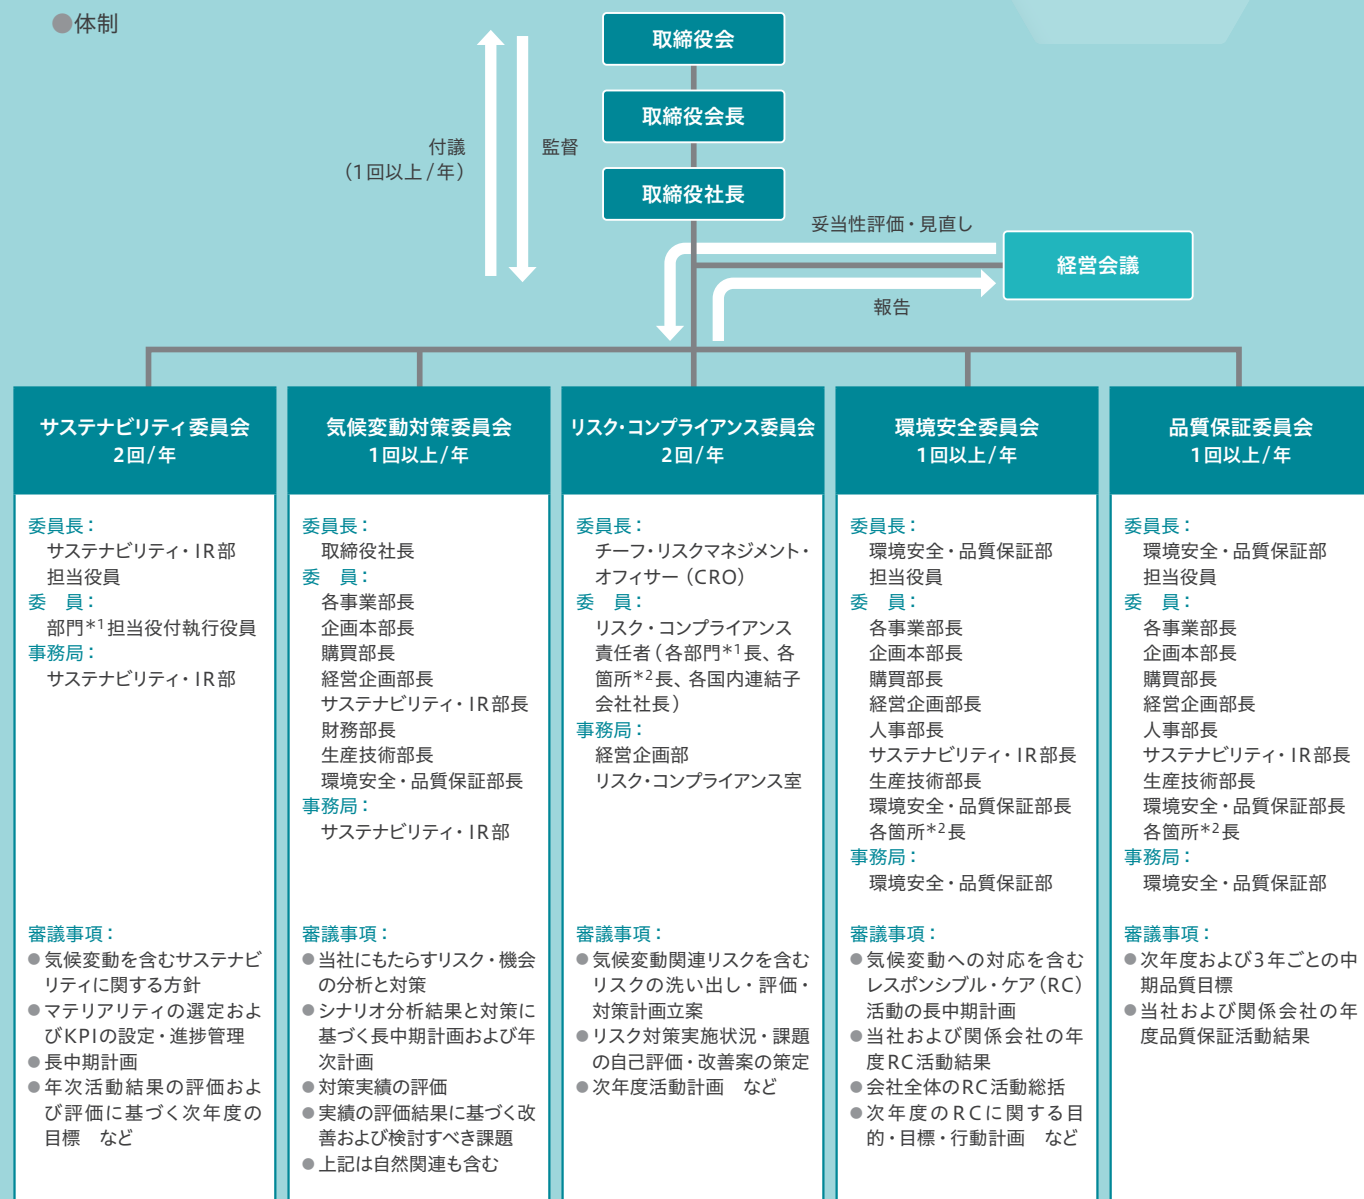 ●体制
取締役会
取締役会長
取締役社長
付議
(1回以上/年)
監督
妥当性評価・見直し
経営会議
報告
サステナビリティ委員会
2回/年
委員長：
サステナビリティ・IR部
担当役員
委　員：
部門*1担当役付執行役員
事務局：
サステナビリティ・IR部
審議事項：
●気候変動を含むサステナビ
リティに関する方針
●マテリアリティの選定およ
びKPIの設定・進捗管理
●長中期計画
●年次活動結果の評価およ
び評価に基づく次年度の
目標　など
気候変動対策委員会
1回以上/年
委員長：
取締役社長
委　員：
各事業部長
企画本部長
購買部長
経営企画部長
サステナビリティ・IR部長
財務部長
生産技術部長
環境安全・品質保証部長
事務局：
サステナビリティ・IR部
審議事項：
●当社にもたらすリスク・機会
の分析と対策
●シナリオ分析結果と対策に
基づく長中期計画および年
次計画
●対策実績の評価
●実績の評価結果に基づく改
善および検討すべき課題
●上記は自然関連も含む
リスク・コンプライアンス委員会
2回/年
委員長：
チーフ・リスクマネジメント・
オフィサー（CRO）
委　員：
リスク・コンプライアンス
責任者（各部門*1長、各
箇所*2長、各国内連結子
会社社長）
事務局：
経営企画部
リスク・コンプライアンス室
審議事項：
●気候変動関連リスクを含む
リスクの洗い出し・評価・
対策計画立案
●リスク対策実施状況・課題
の自己評価・改善案の策定
●次年度活動計画　など
環境安全委員会
1回以上/年
委員長：
環境安全・品質保証部
担当役員
委　員：
各事業部長
企画本部長
購買部長
経営企画部長
人事部長
サステナビリティ・IR部長
生産技術部長
環境安全・品質保証部長
各箇所*2長
事務局：
環境安全・品質保証部
審議事項：
●気候変動への対応を含む
レスポンシブル・ケア（RC）
活動の長中期計画
●当社および関係会社の年
度RC活動結果
●会社全体のRC活動総括
●次年度のRCに関する目
的・目標・行動計画　など
品質保証委員会
1回以上/年
委員長：
環境安全・品質保証部
担当役員
委　員：
各事業部長
企画本部長
購買部長
経営企画部長
人事部長
サステナビリティ・IR部長
生産技術部長
環境安全・品質保証部長
各箇所*2長
事務局：
環境安全・品質保証部
審議事項：
●次年度および3年ごとの中
期品質目標
●当社および関係会社の年
度品質保証活動結果